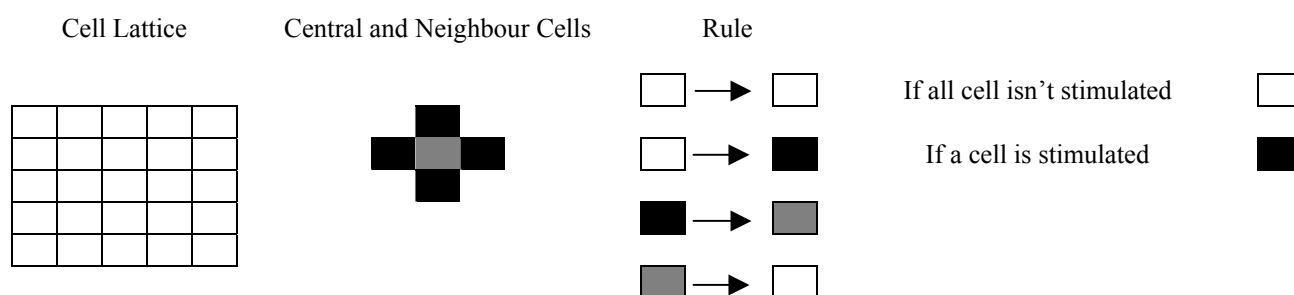 Cell Lattice Central and Neighbour Cells Rule
If all cell isn't stimulated
If a cell is stimulated